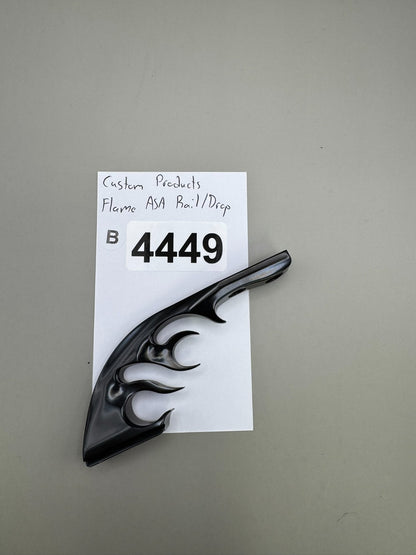 Custom Products
Flame ASA Rail/Drop
B 4449